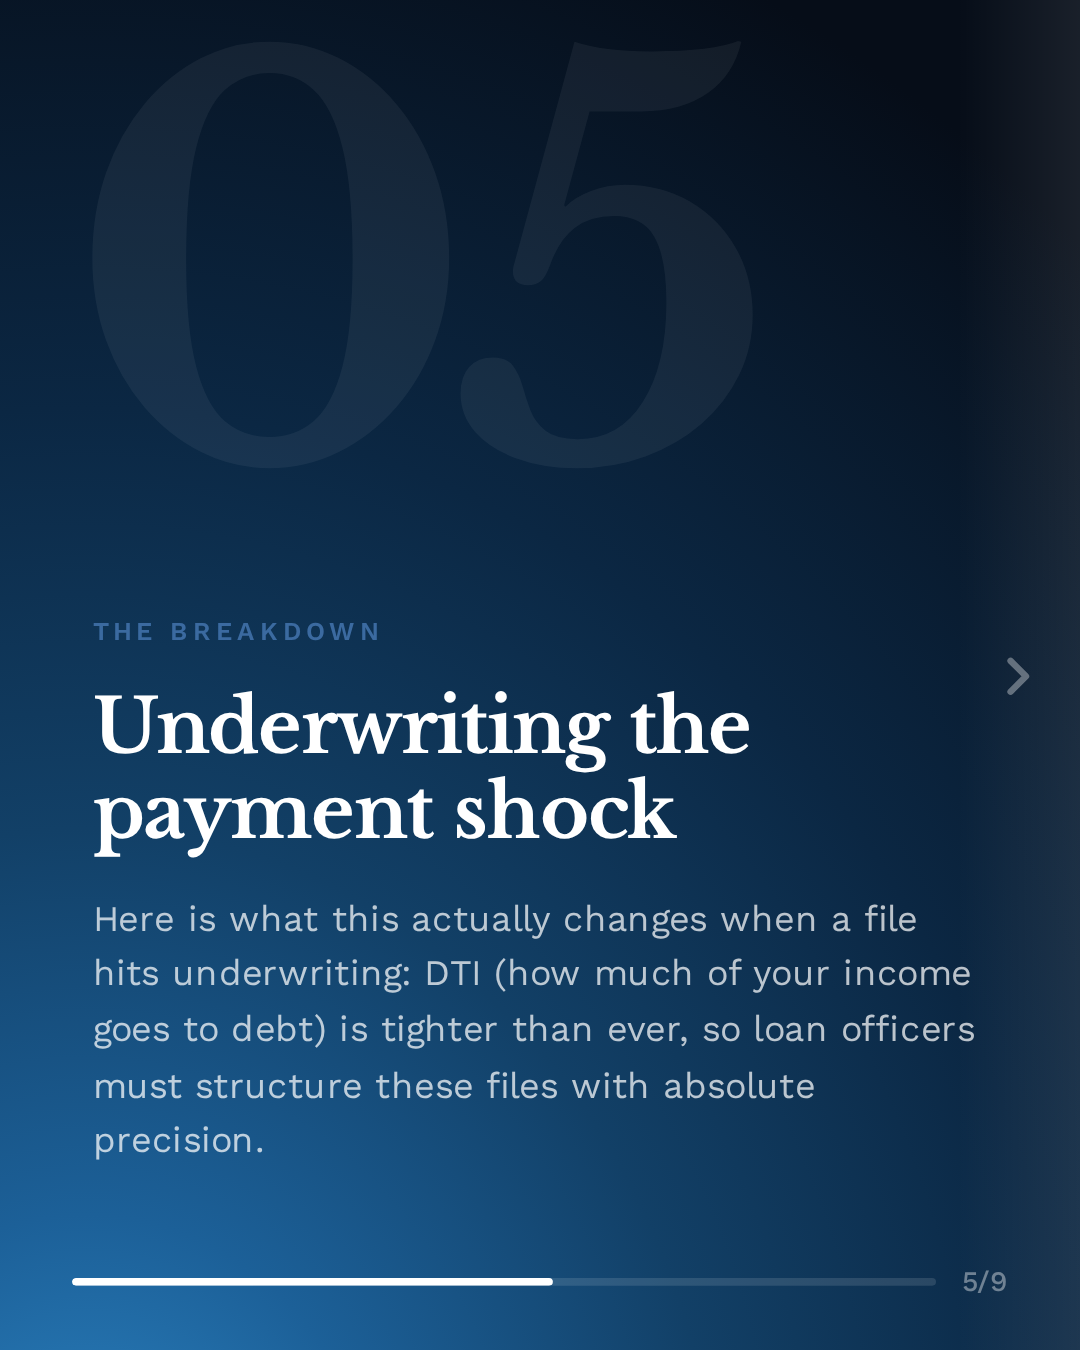 05
THE BREAKDOWN
Underwriting the
payment shock
Here is what this actually changes when a file
hits underwriting: DTI (how much of your income
goes to debt) is tighter than ever, so loan officers
must structure these files with absolute
precision.
5/9